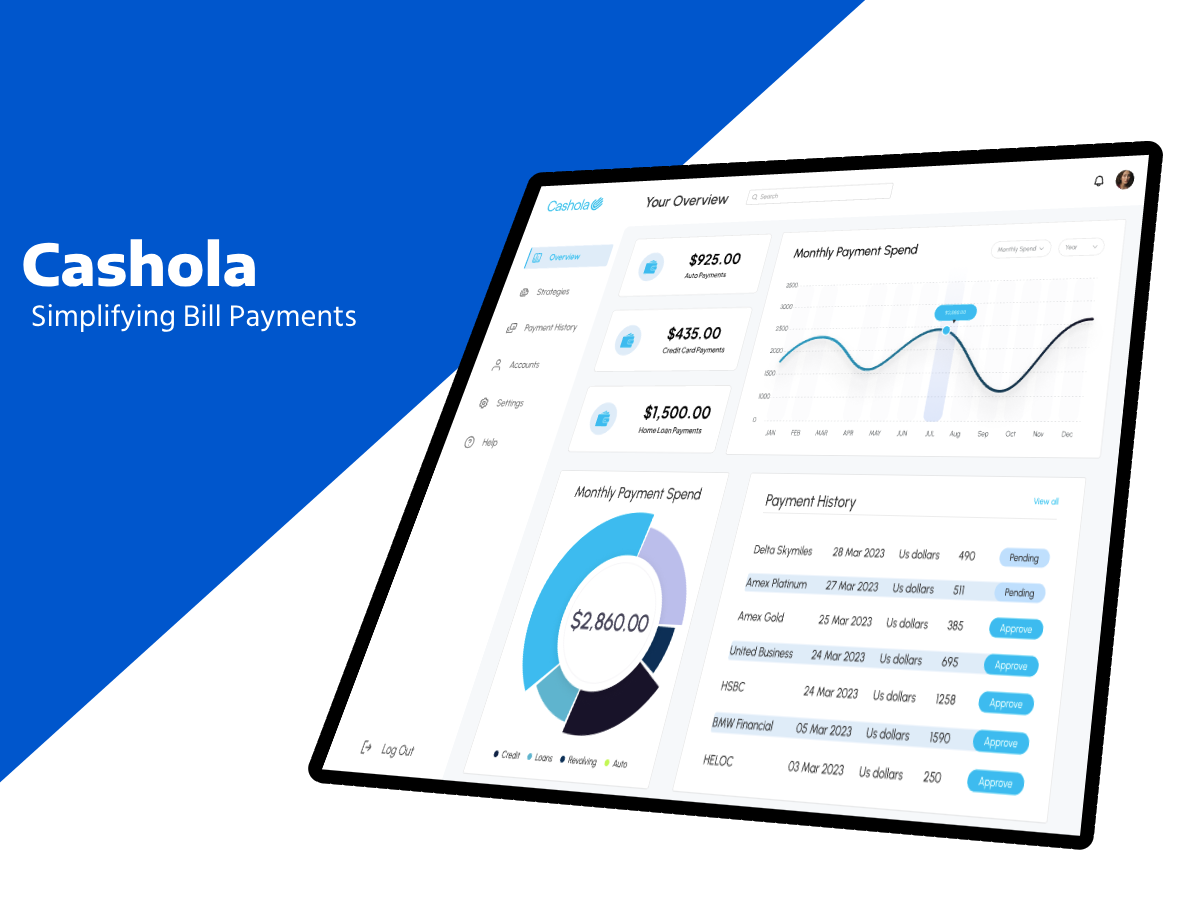 Cashola
Simplifying Bill Payments
Cashola
Your Overview
Search
Overview
Strategies
Payment History
Accounts
Settings
Help
Log Out
$925.00
Auto Payments
$435.00
Credit Card Payments
$1,500.00
Home Loan Payments
Monthly Payment Spend
Monthly Spend
Year
3000
2500
2000
1500
1000
0
JAN FEB MAR APR MAY JUN JUL Aug Sep Oct Nov Dec
Monthly Payment Spend
$2,860.00
Credit Loans Revolving Auto
Payment History
View all
Delta Skymiles 28 Mar 2023 Us dollars 490 Pending
Amex Platinum 27 Mar 2023 Us dollars 511 Pending
Amex Gold 25 Mar 2023 Us dollars 385 Approve
United Business 24 Mar 2023 Us dollars 695 Approve
HSBC 24 Mar 2023 Us dollars 1258 Approve
BMW Financial 05 Mar 2023 Us dollars 1590 Approve
HELOC 03 Mar 2023 Us dollars 250 Approve